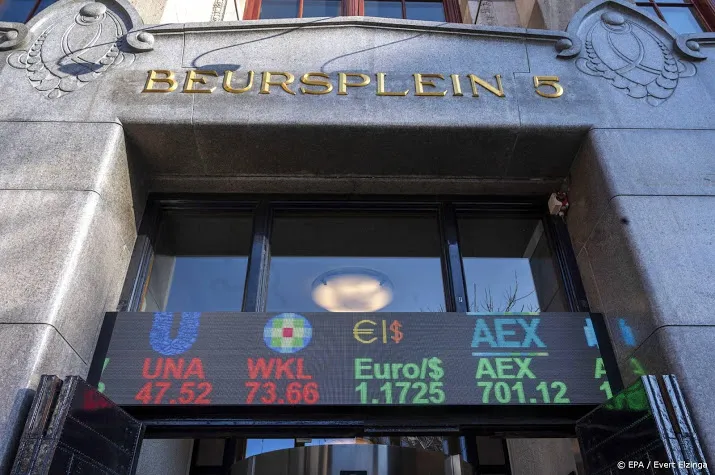 BEURSPLEIN 5
€|$ AEX
UNA WKL Euro/$ AEX
47.52 73.66 1.1725 701.12
© EPA / Evert Elzinga